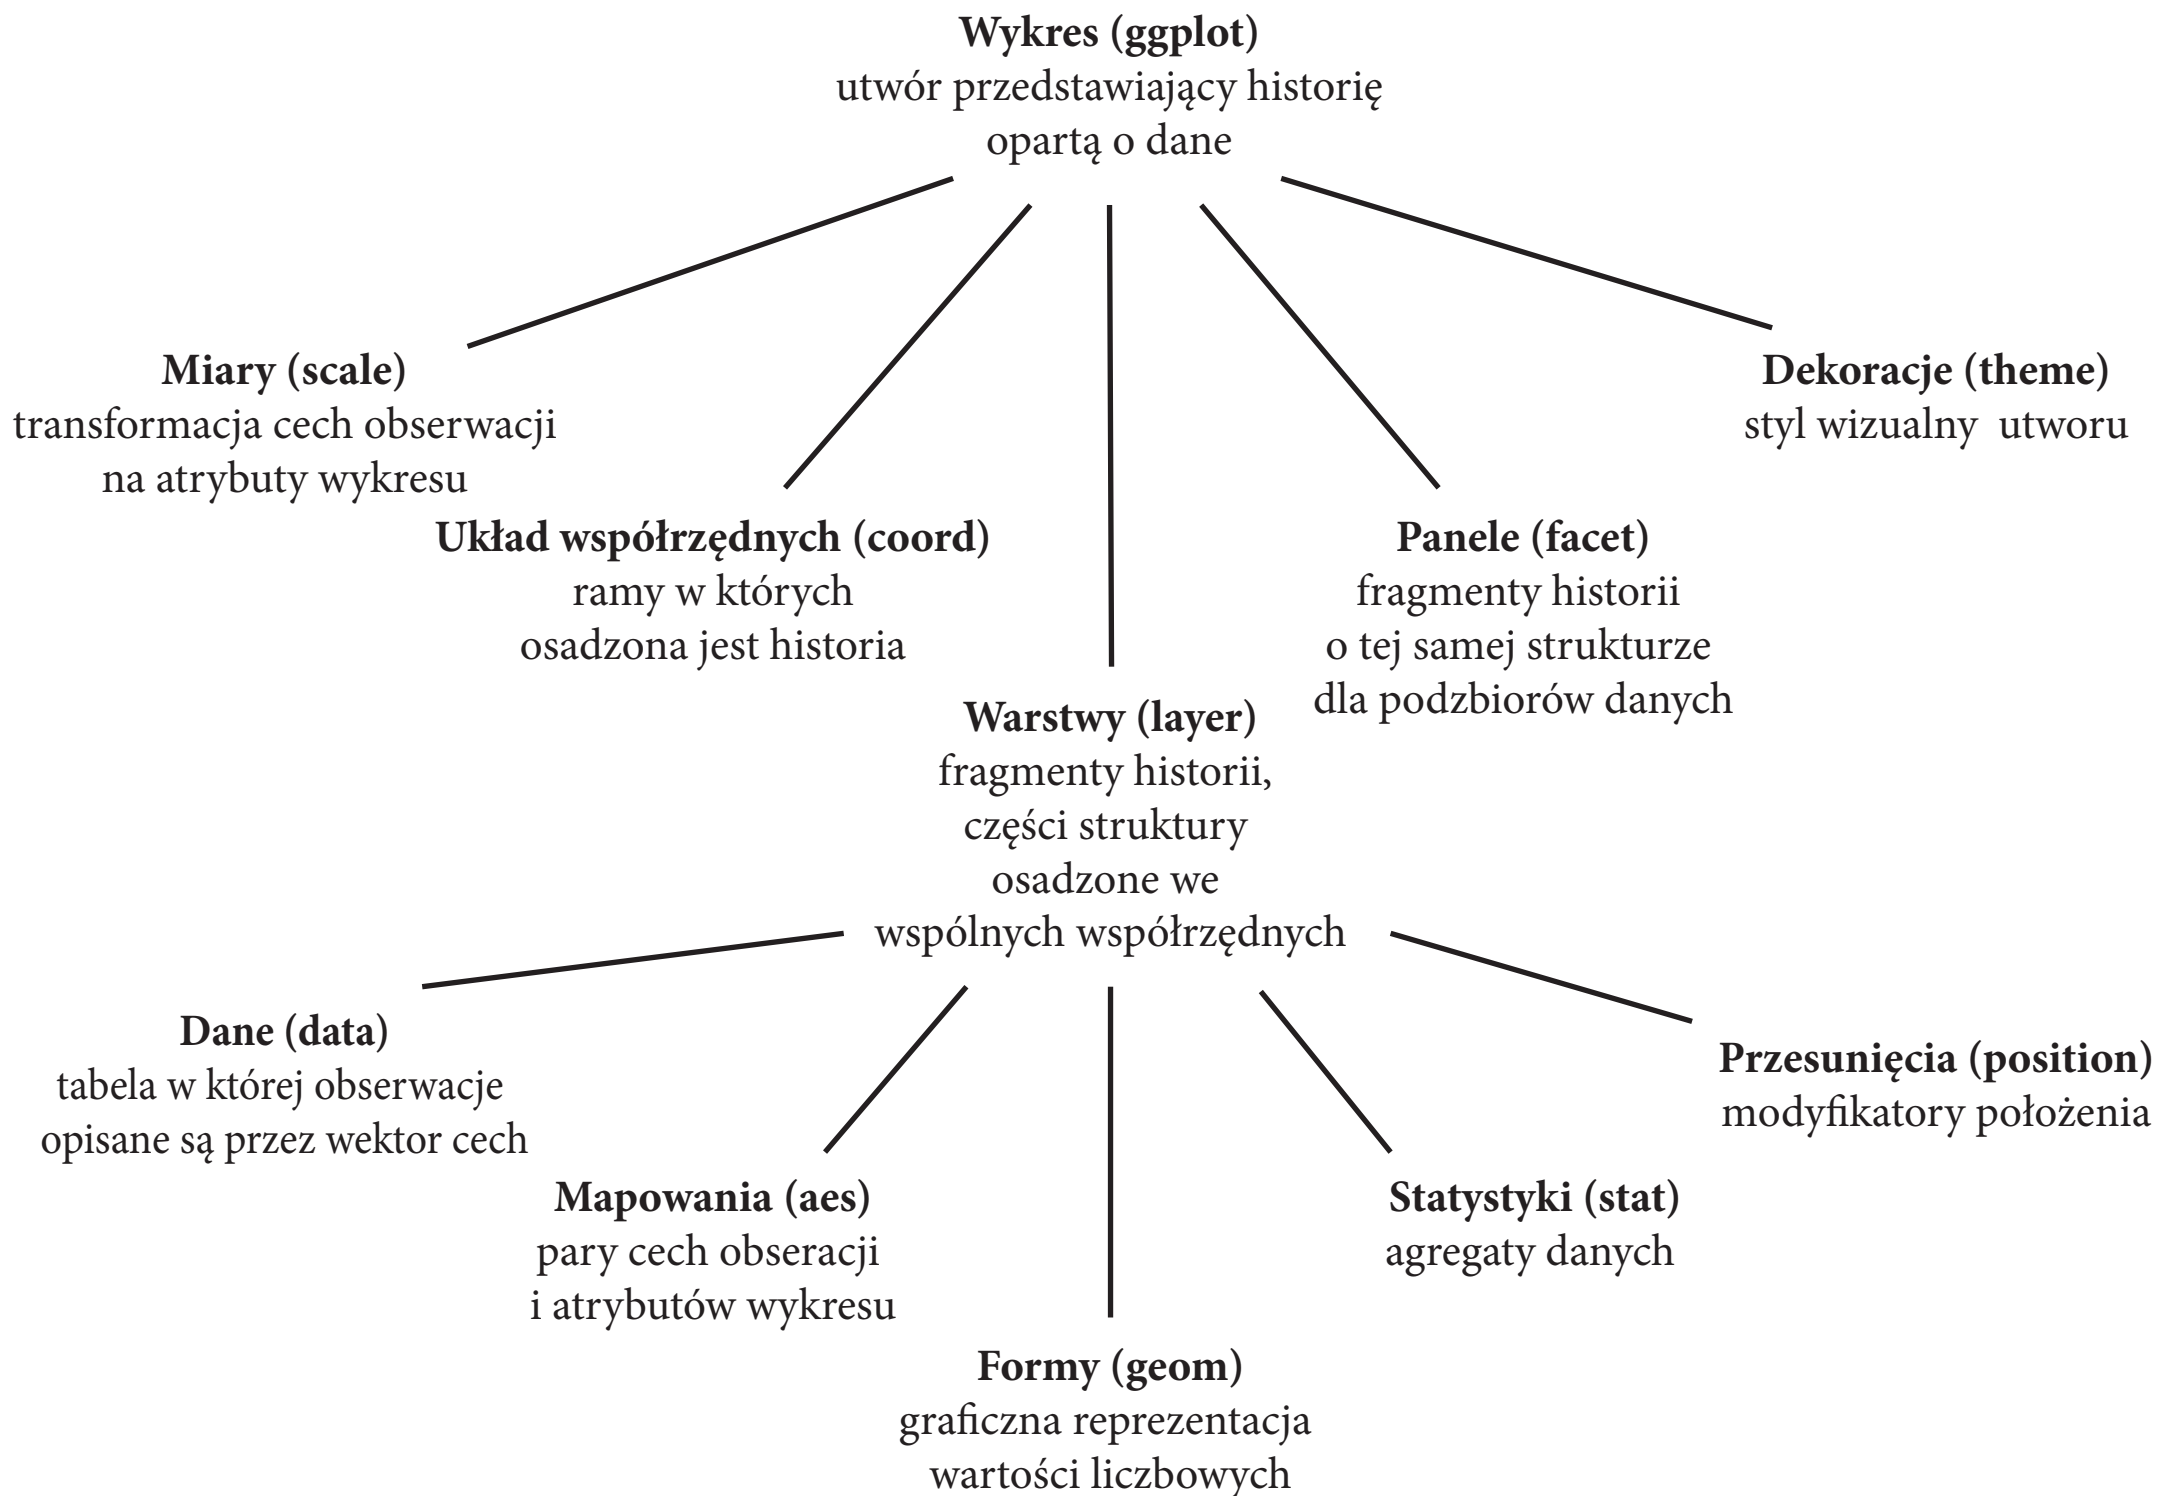 Wykres (ggplot)
utwór przedstawiający historię
opartą o dane
Miary (scale)
transformacja cech obserwacji
na atrybuty wykresu
Układ współrzędnych (coord)
ramy w których
osadzona jest historia
Warstwy (layer)
fragmenty historii,
części struktury
osadzone we
wspólnych współrzędnych
Panele (facet)
fragmenty historii
o tej samej strukturze
dla podzbiorów danych
Dekoracje (theme)
styl wizualny utworu
Dane (data)
tabela w której obserwacje
opisane są przez wektor cech
Mapowania (aes)
pary cech obseracji
i atrybutów wykresu
Formy (geom)
graficzna reprezentacja
wartości liczbowych
Statystyki (stat)
agregaty danych
Przesunięcia (position)
modyfikatory położenia